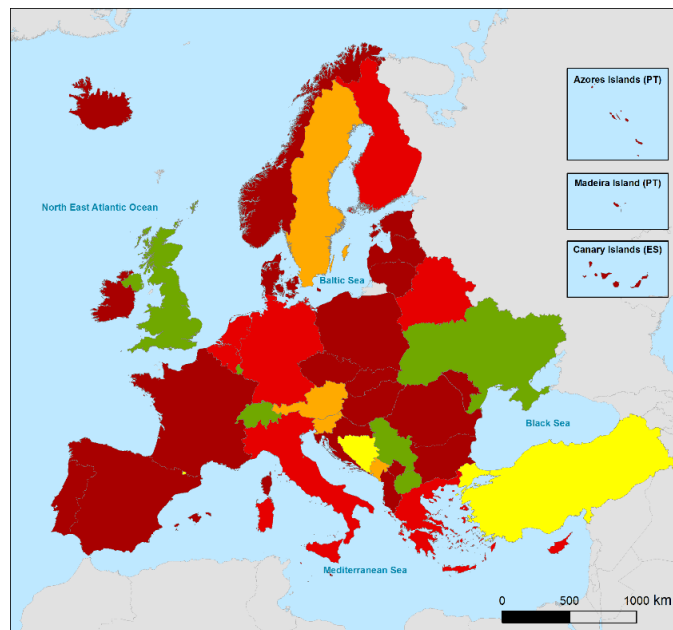 Azores Islands (PT)
Madeira Island (PT)
North East Atlantic Ocean
Canary Islands (ES)
Baltic Sea
Black Sea
Mediterranean Sea
0 500 1000 km